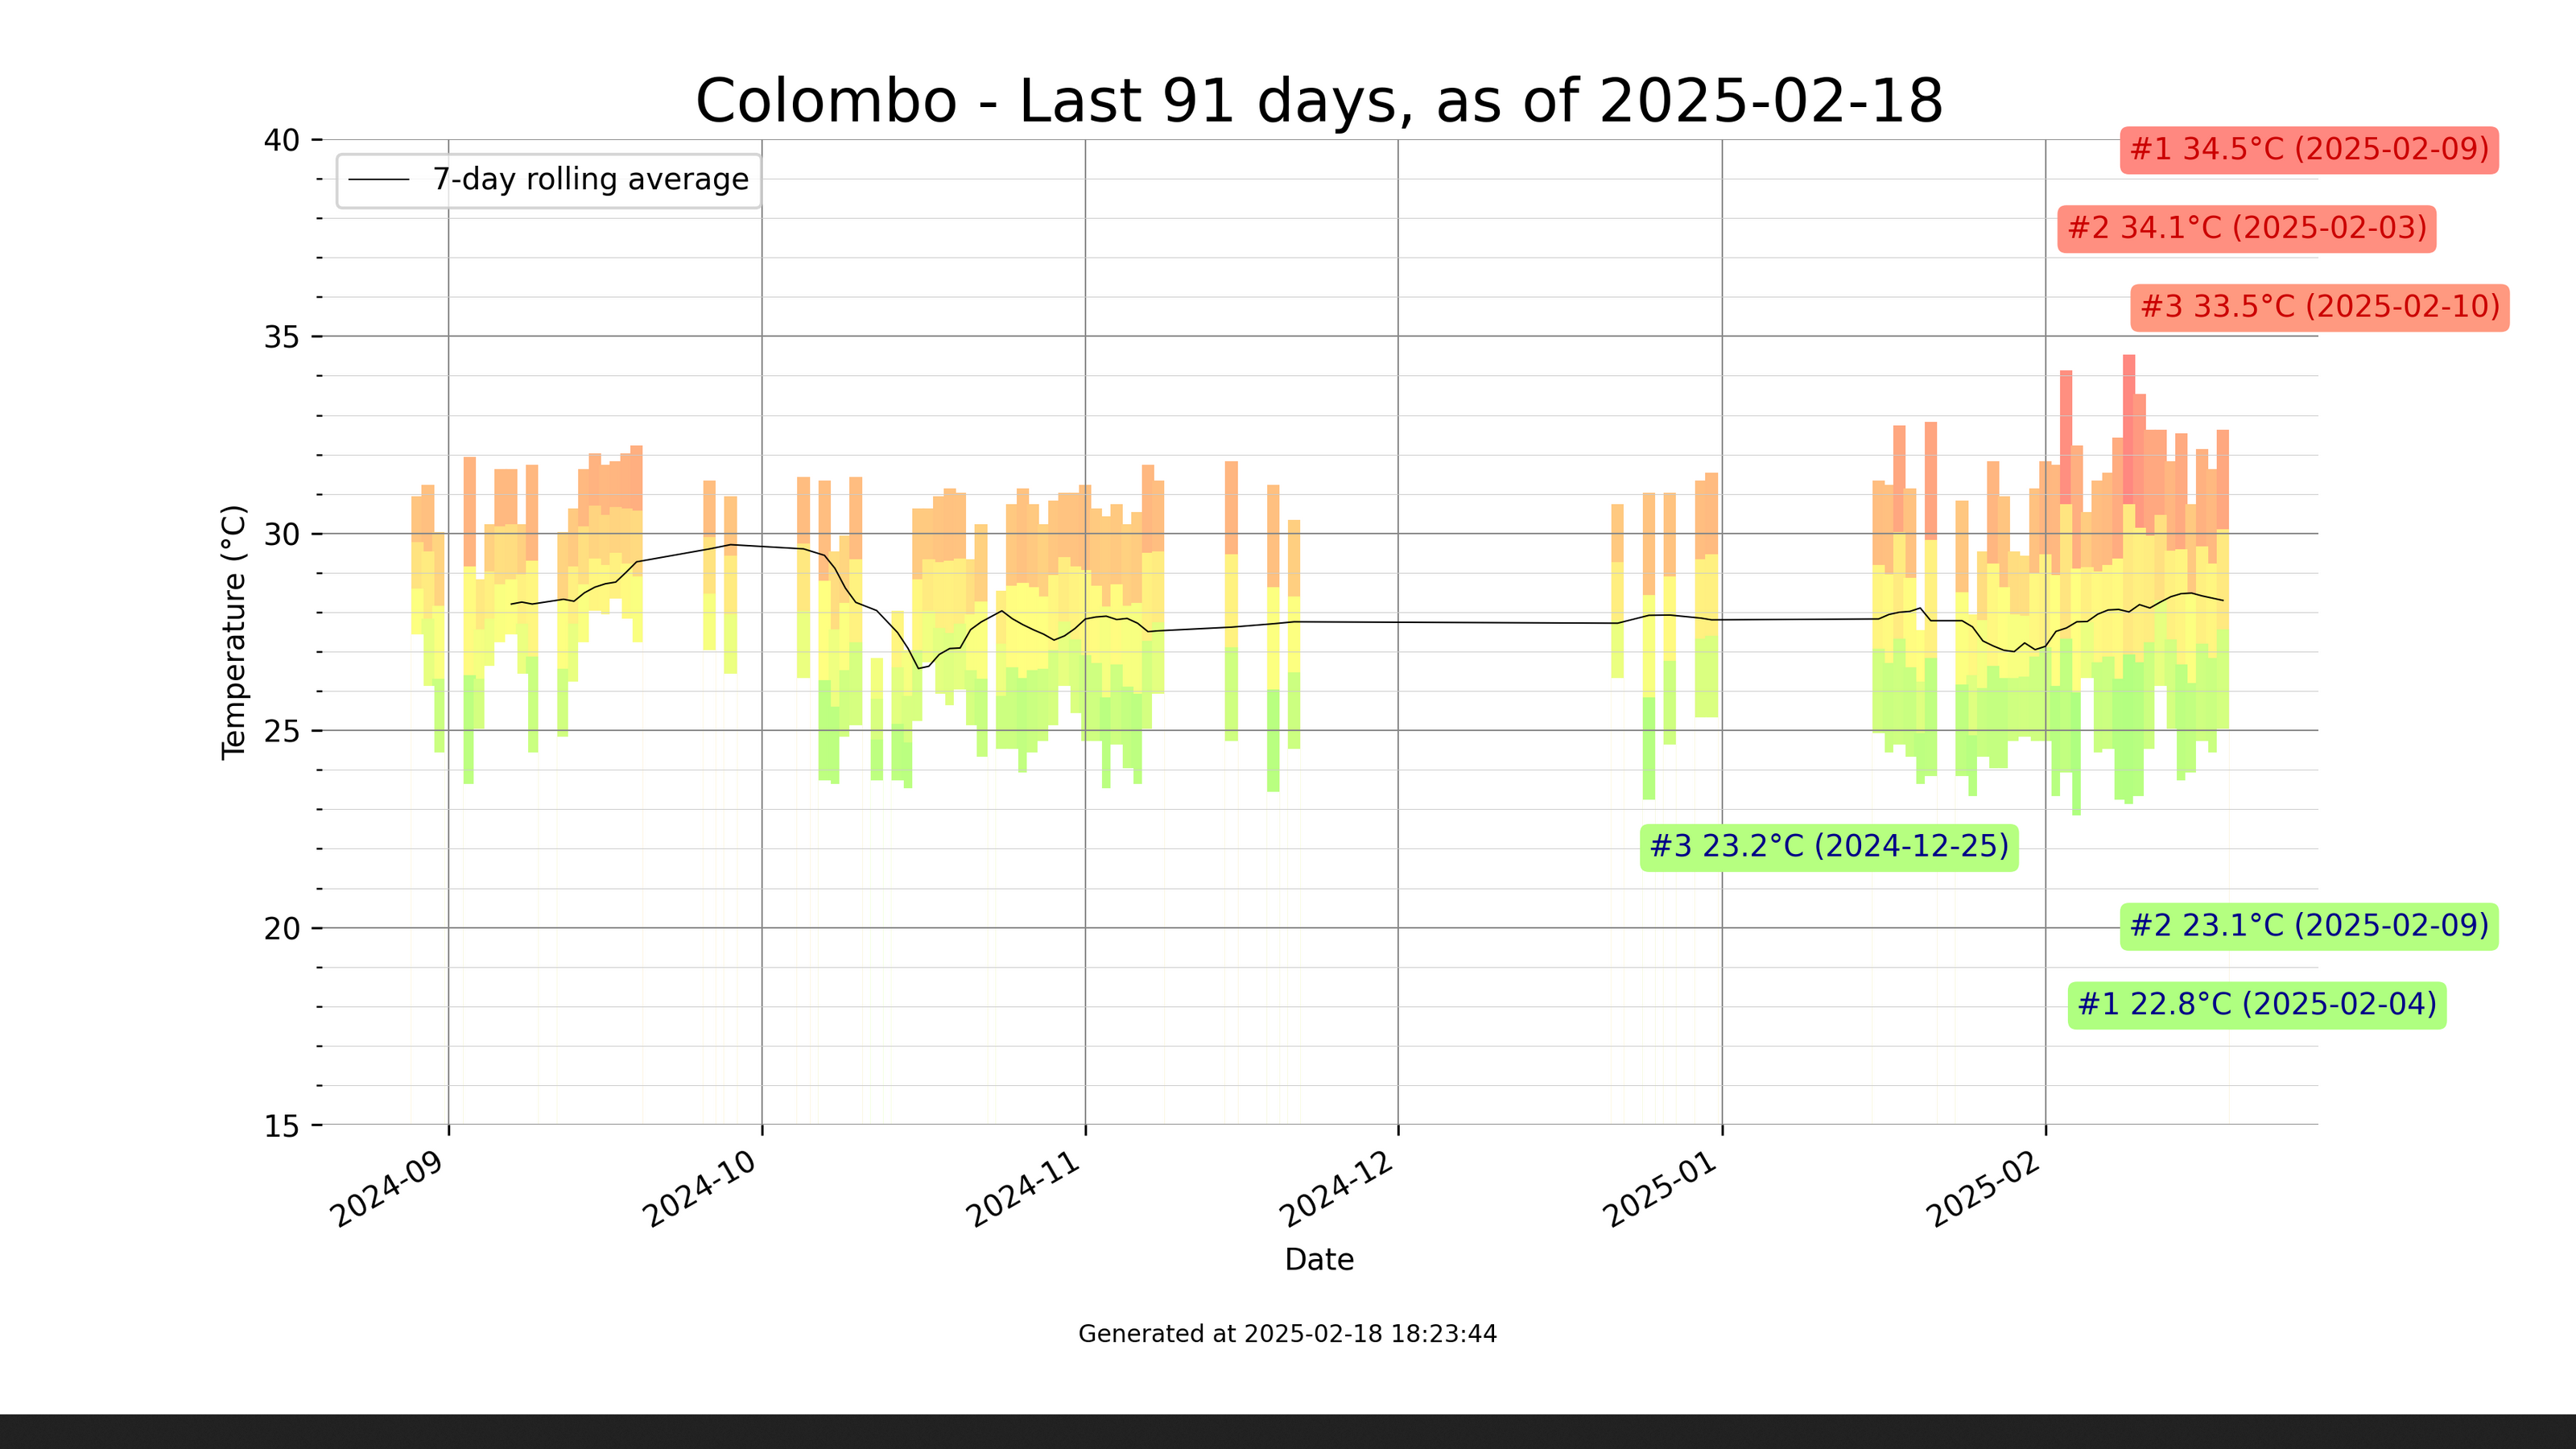 Colombo - Last 91 days, as of 2025-02-18
40
#1 34.5°C (2025-02-09)
7-day rolling average
#2 34.1°C (2025-02-03)
#3 33.5°C (2025-02-10)
35
30
Temperature (°C)
25
#3 23.2°C (2024-12-25)
20
#2 23.1°C (2025-02-09)
#1 22.8°C (2025-02-04)
15
2024-09
2024-10
2024-11
2024-12
2025-01
2025-02
Date
Generated at 2025-02-18 18:23:44